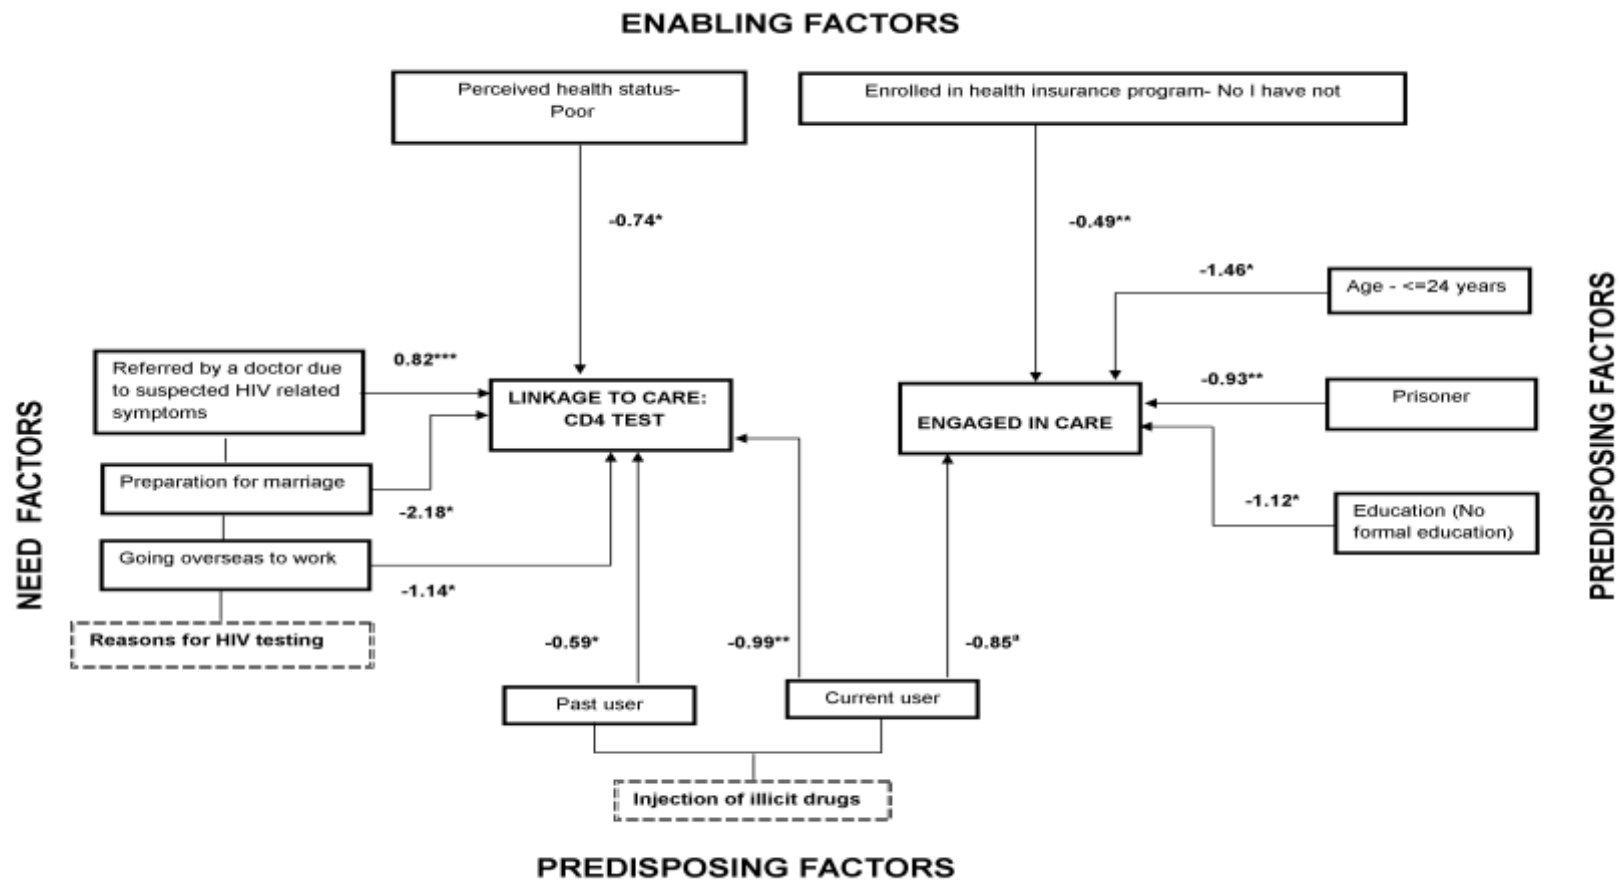 ENABLING FACTORS
Perceived health status-
Poor
Enrolled in health insurance program- No I have not
-0.74*
-0.49**
-1.46*
Age - <=24 years
PREDISPOSING FACTORS
NEED FACTORS
Referred by a doctor due
to suspected HIV related
symptoms
0.82***
LINKAGE TO CARE:
CD4 TEST
ENGAGED IN CARE
-0.93**
Prisoner
Preparation for marriage
-2.18*
-1.12*
Education (No
formal education)
Going overseas to work
-1.14*
Reasons for HIV testing
-0.59*
-0.99**
-0.85ª
Past user
Current user
Injection of illicit drugs
PREDISPOSING FACTORS